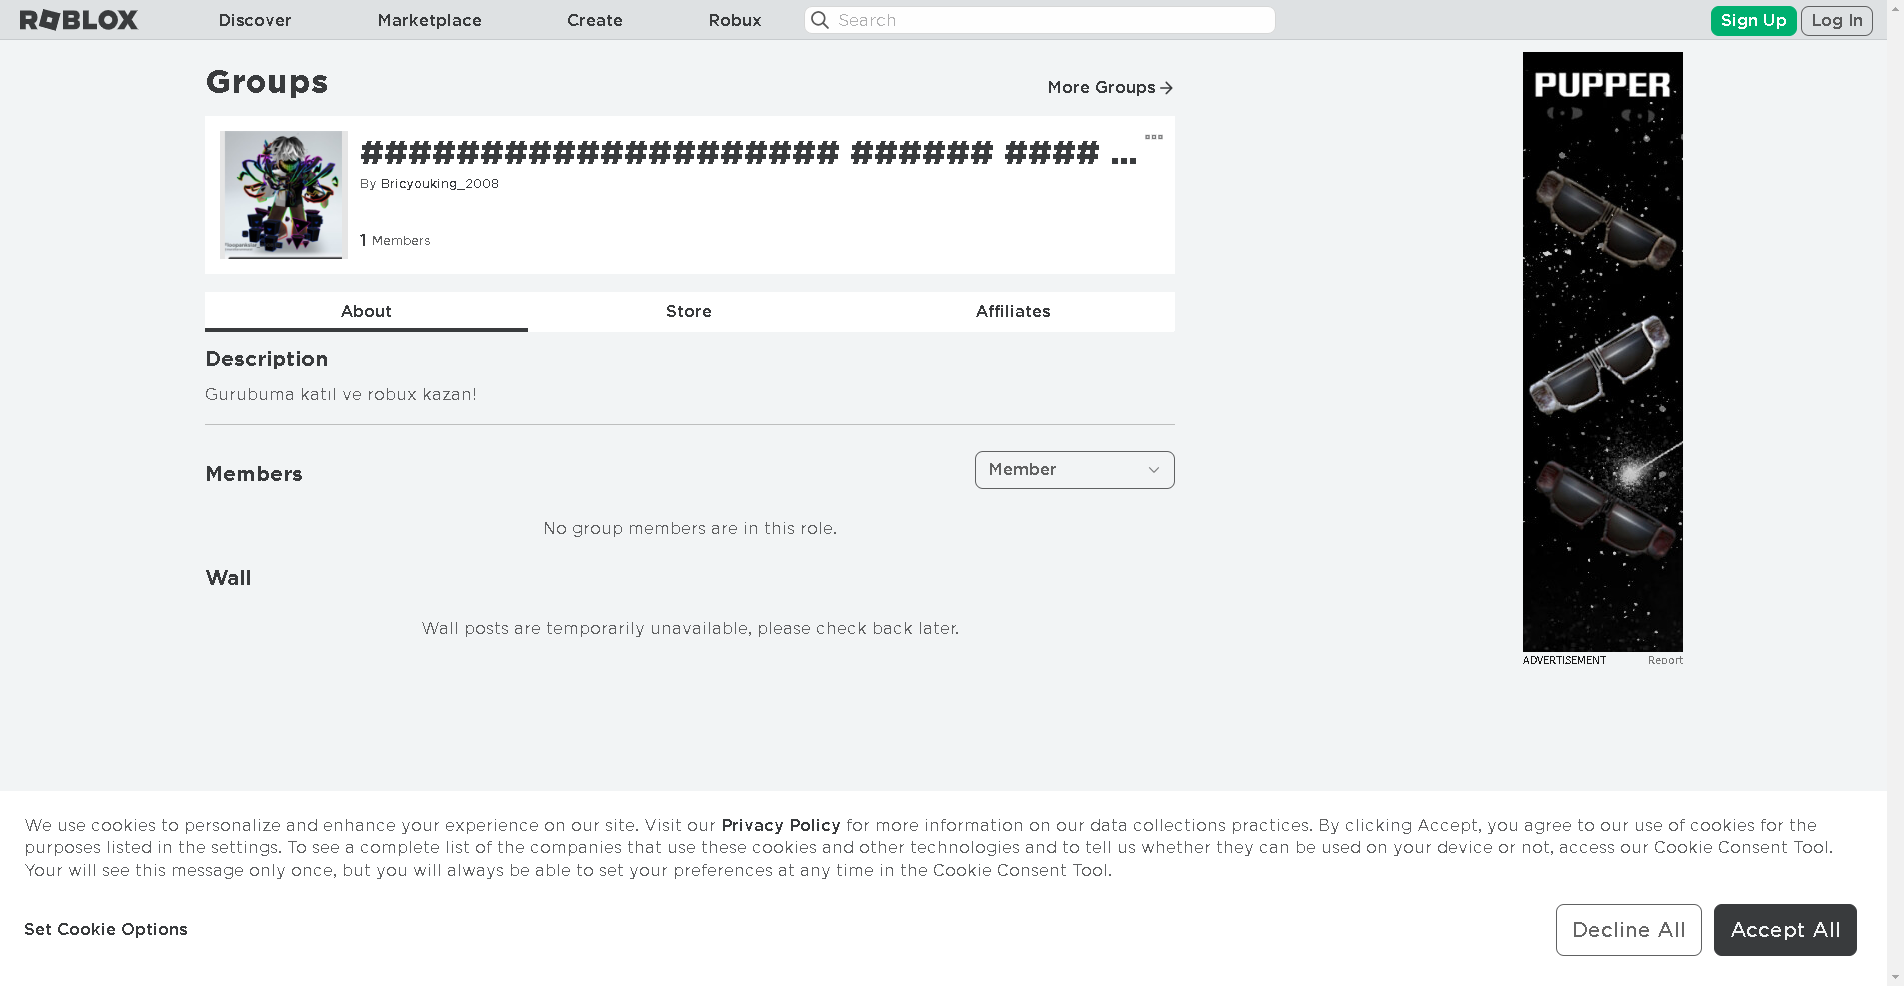 ROBLOX Discover Marketplace Create Robux Search Sign Up Log In
Groups
More Groups
#################### ###### #### ...
By Bricyouking_2008
1 Members
About Store Affiliates
Description
Gurubuma katıl ve robux kazan!
Members
Member
No group members are in this role.
Wall
Wall posts are temporarily unavailable, please check back later.
PUPPER
ADVERTISEMENT Report
We use cookies to personalize and enhance your experience on our site. Visit our Privacy Policy for more information on our data collections practices. By clicking Accept, you agree to our use of cookies for the
purposes listed in the settings. To see a complete list of the companies that use these cookies and other technologies and to tell us whether they can be used on your device or not, access our Cookie Consent Tool.
Your will see this message only once, but you will always be able to set your preferences at any time in the Cookie Consent Tool.
Set Cookie Options
Decline All
Accept All